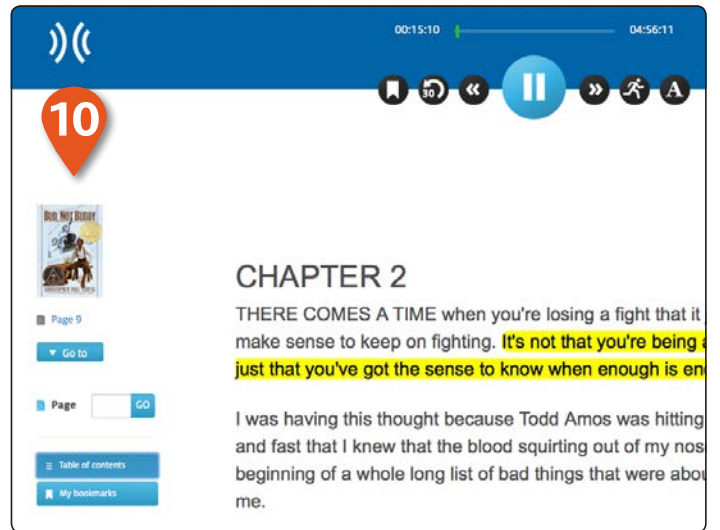 00:15:10 04:56:11
30 A
10
BUD, NOT BUDDY
Page 9
Go to
Page GO
Table of contents
My bookmarks
CHAPTER 2
THERE COMES A TIME when you're losing a fight that it
make sense to keep on fighting. It's not that you're being
just that you've got the sense to know when enough is
I was having this thought because Todd Amos was hitting
and fast that I knew that the blood squirting out of my
beginning of a whole long list of bad things that were
me.